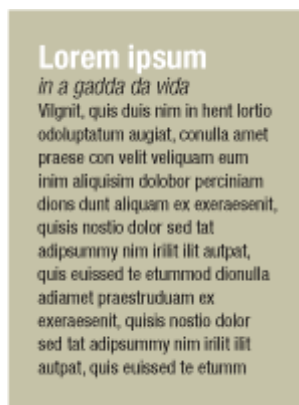 Lorem ipsum
in a gadda da vida
Vilgnit, quis duis nim in hent lortio
odoluptatum augiat, conulla amet
praese con velit veliquam eum
inim aliquisim dolobor perciniam
dions dunt aliquam ex exeraesenit,
quisis nostio dolor sed tat
adipsummy nim irilit ilit autpat,
quis euissed te etummod dionulla
adiamet praestruduam ex
exeraesenit, quisis nostio dolor
sed tat adipsummy nim irilit ilit
autpat, quis euissed te etumm